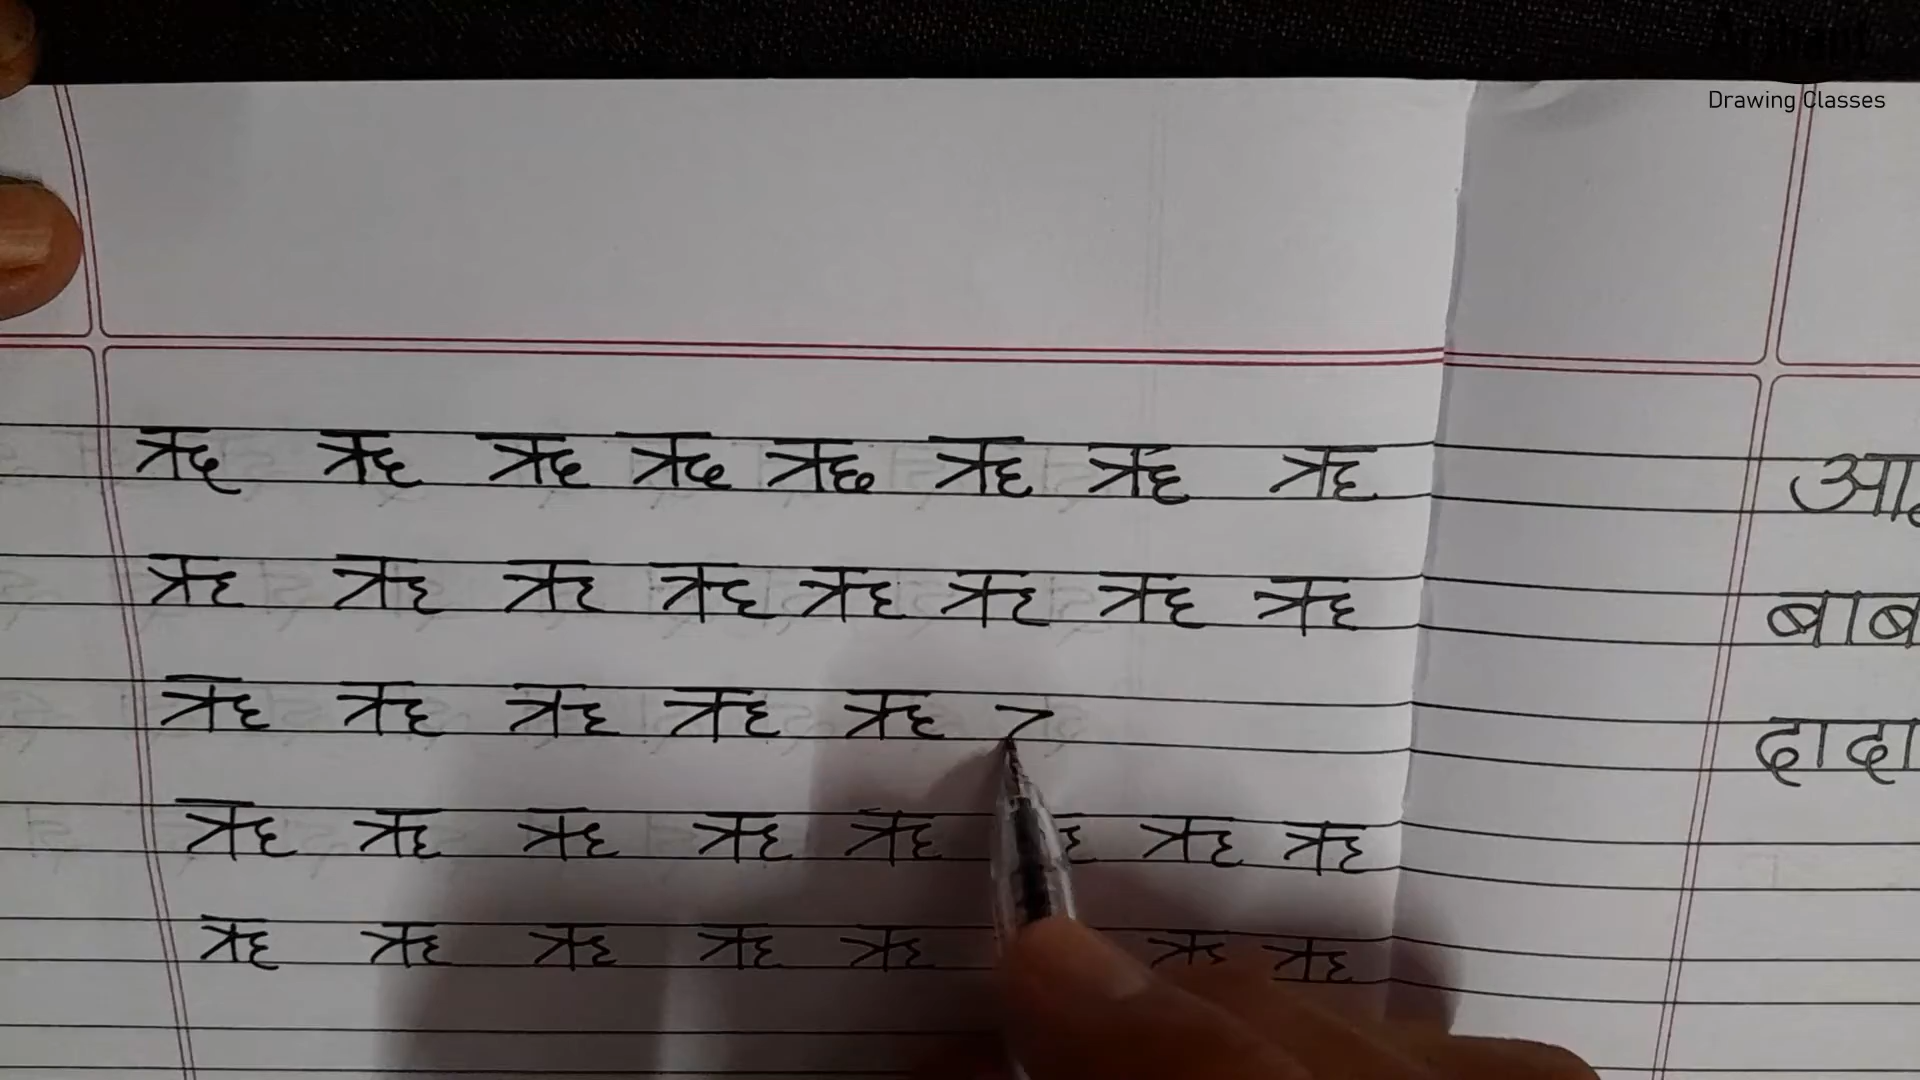 Drawing Classes
ऋ ऋ ऋ ऋ ऋ ऋ ऋ ऋ
ऋ ऋ ऋ ऋ ऋ ऋ ऋ ऋ
ऋ ऋ ऋ ऋ ऋ
ऋ ऋ ऋ ऋ ऋ ऋ ऋ
ऋ ऋ ऋ ऋ ऋ ऋ ऋ
दादा